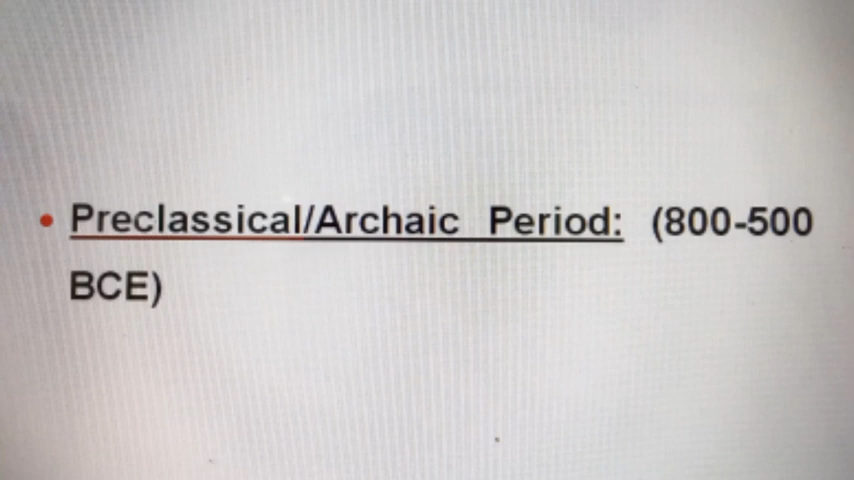 • Preclassical/Archaic Period: (800-500
BCE)